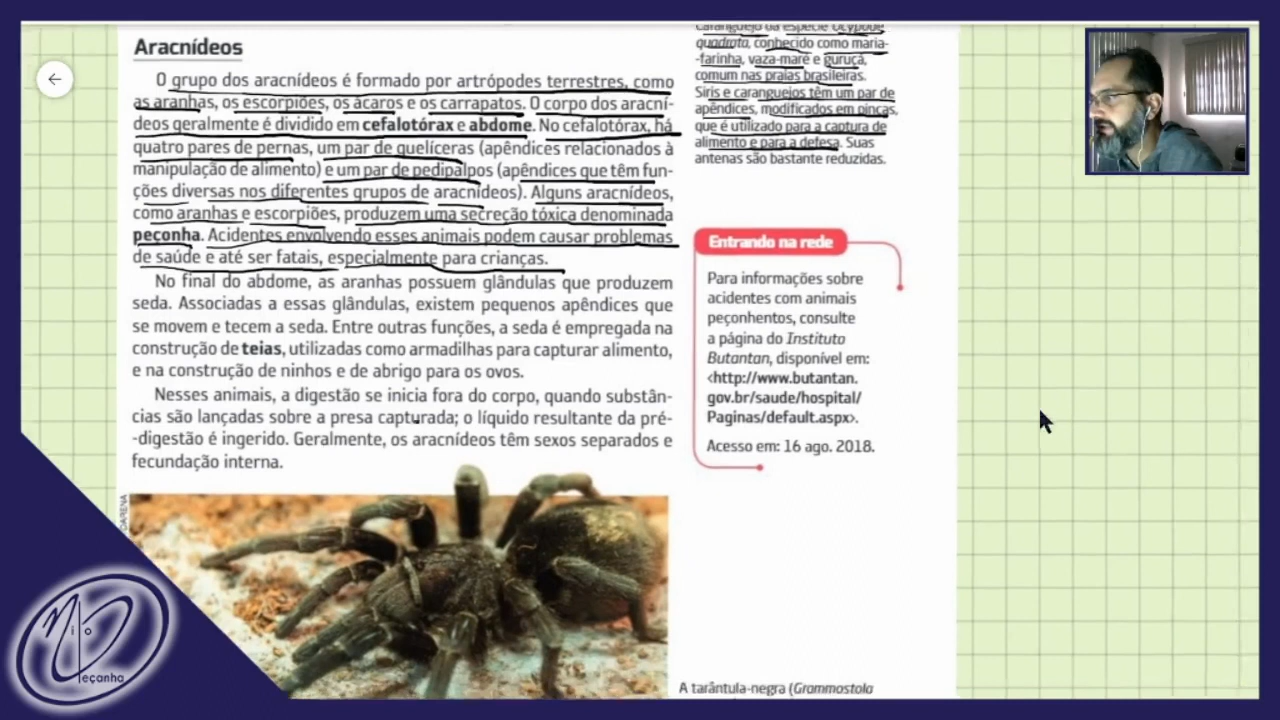 Aracnídeos
O grupo dos aracnídeos é formado por artrópodes terrestres, como
as aranhas, os escorpiões, os ácaros e os carrapatos. O corpo dos aracní-
deos geralmente é dividido em cefalotórax e abdome. No cefalotórax, há
quatro pares de pernas, um par de quelíceras (apêndices relacionados à
manipulação de alimento) e um par de pedipalpos (apêndices que têm fun-
ções diversas nos diferentes grupos de aracnídeos). Alguns aracnídeos,
como aranhas e escorpiões, produzem uma secreção tóxica denominada
peçonha. Acidentes envolvendo esses animais podem causar problemas
de saúde e até ser fatais, especialmente para crianças.
No final do abdome, as aranhas possuem glândulas que produzem
seda. Associadas a essas glândulas, existem pequenos apêndices que
se movem e tecem a seda. Entre outras funções, a seda é empregada na
construção de teias, utilizadas como armadilhas para capturar alimento,
e na construção de ninhos e de abrigo para os ovos.
Nesses animais, a digestão se inicia fora do corpo, quando substân-
cias são lançadas sobre a presa capturada; o líquido resultante da pré-
-digestão é ingerido. Geralmente, os aracnídeos têm sexos separados e
fecundação interna.
Caranguejo da espécie Ocypode
quadrata, conhecido como maria-
-farinha, vaza-maré e guruçá,
comum nas praias brasileiras.
Siris e caranguejos têm um par de
apêndices, modificados em pinças,
que é utilizado para a captura de
alimento e para a defesa. Suas
antenas são bastante reduzidas.
Entrando na rede
Para informações sobre
acidentes com animais
peçonhentos, consulte
a página do Instituto
Butantan, disponível em:
<http://www.butantan.
gov.br/saude/hospital/
Paginas/default.aspx>.
Acesso em: 16 ago. 2018.
A tarântula-negra (Grammostola
DARENA
eçanha